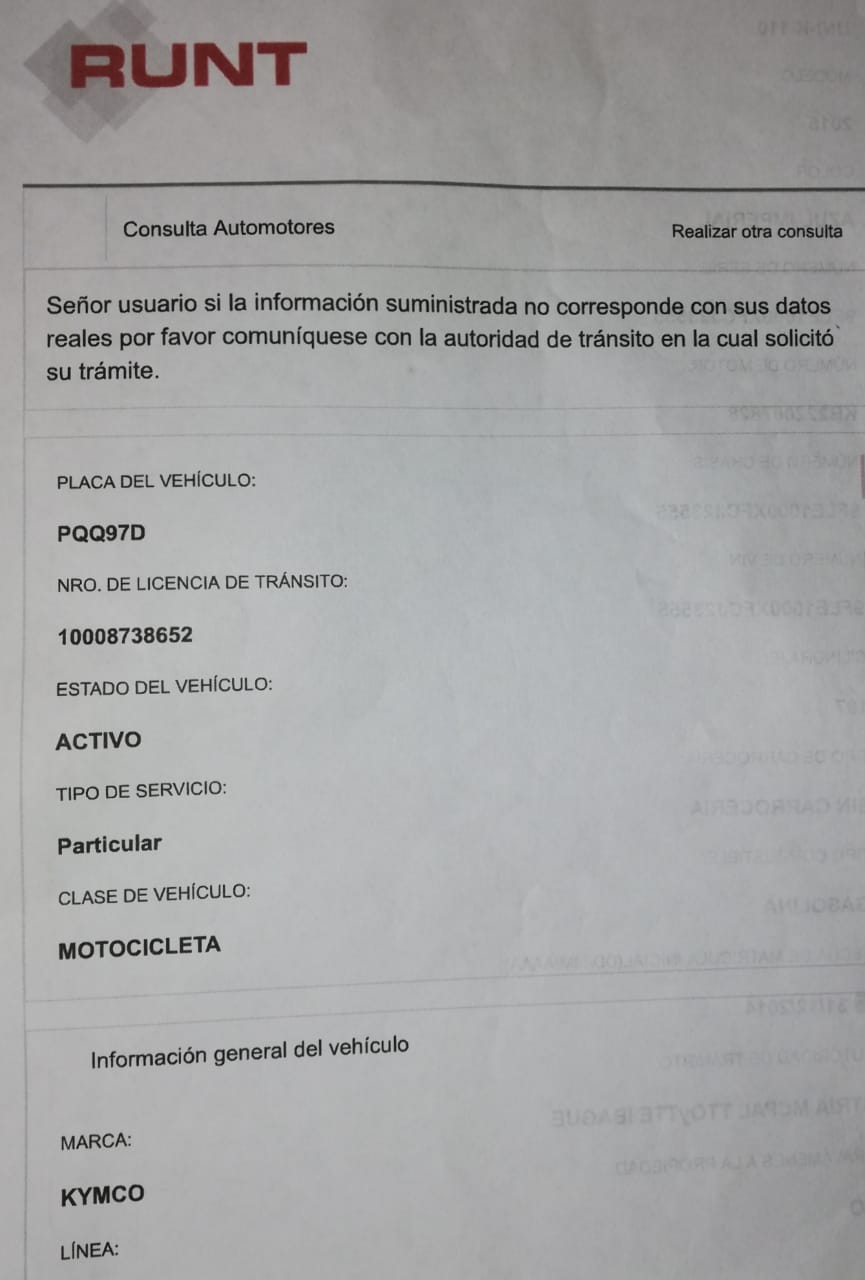 RUNT
Consulta Automotores
Realizar otra consulta
Señor usuario si la información suministrada no corresponde con sus datos
reales por favor comuníquese con la autoridad de tránsito en la cual solicitó
su trámite.
PLACA DEL VEHÍCULO:
PQQ97D
NRO. DE LICENCIA DE TRÁNSITO:
10008738652
ESTADO DEL VEHÍCULO:
ACTIVO
TIPO DE SERVICIO:
Particular
CLASE DE VEHÍCULO:
MOTOCICLETA
Información general del vehículo
MARCA:
KYMCO
LÍNEA: